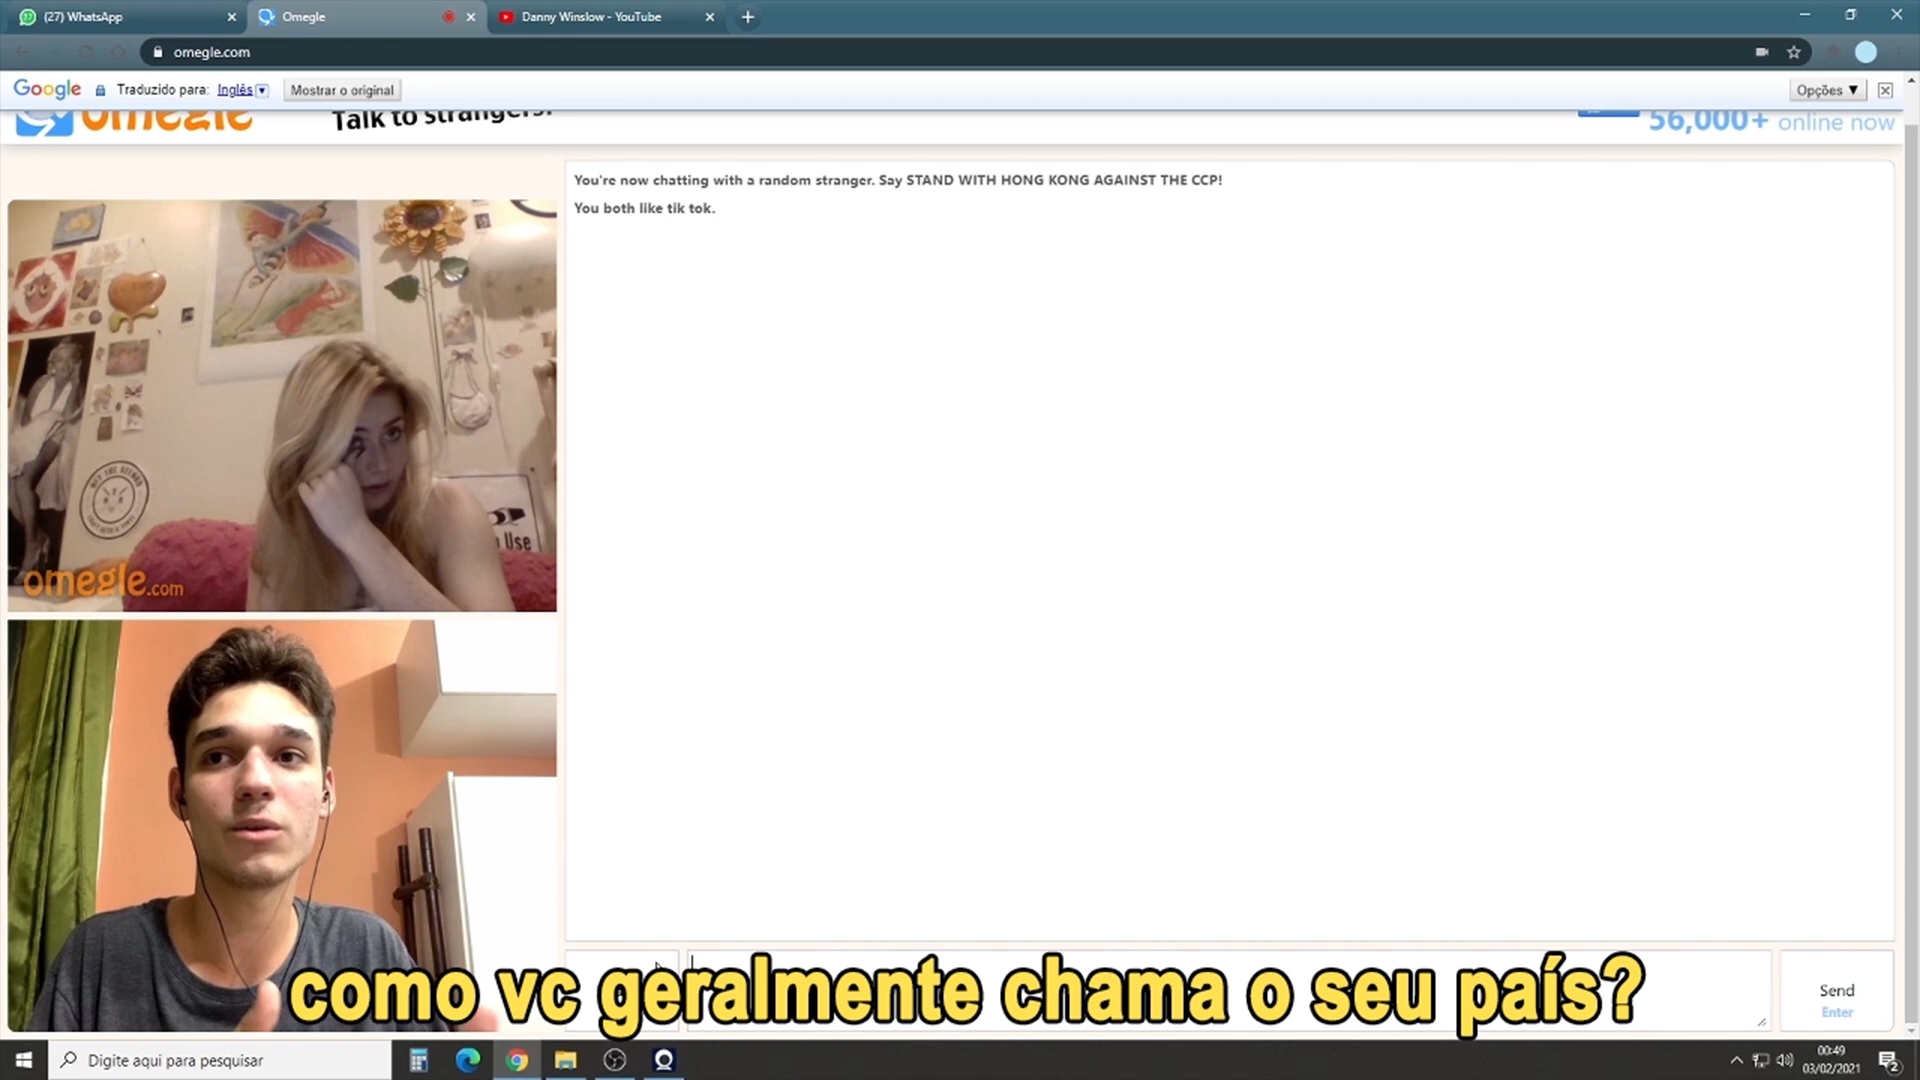 (27) WhatsApp
Omegle
Danny Winslow - YouTube
omegle.com
Google
Traduzido para: Inglês
Mostrar o original
Opções
omegle
Talk to strangers!
56,000+ online now
You're now chatting with a random stranger. Say STAND WITH HONG KONG AGAINST THE CCP!
You both like tik tok.
Use
omegle.com
como vc geralmente chama o seu país?
Send
Enter
Digite aqui para pesquisar
00:49
03/02/2021
2